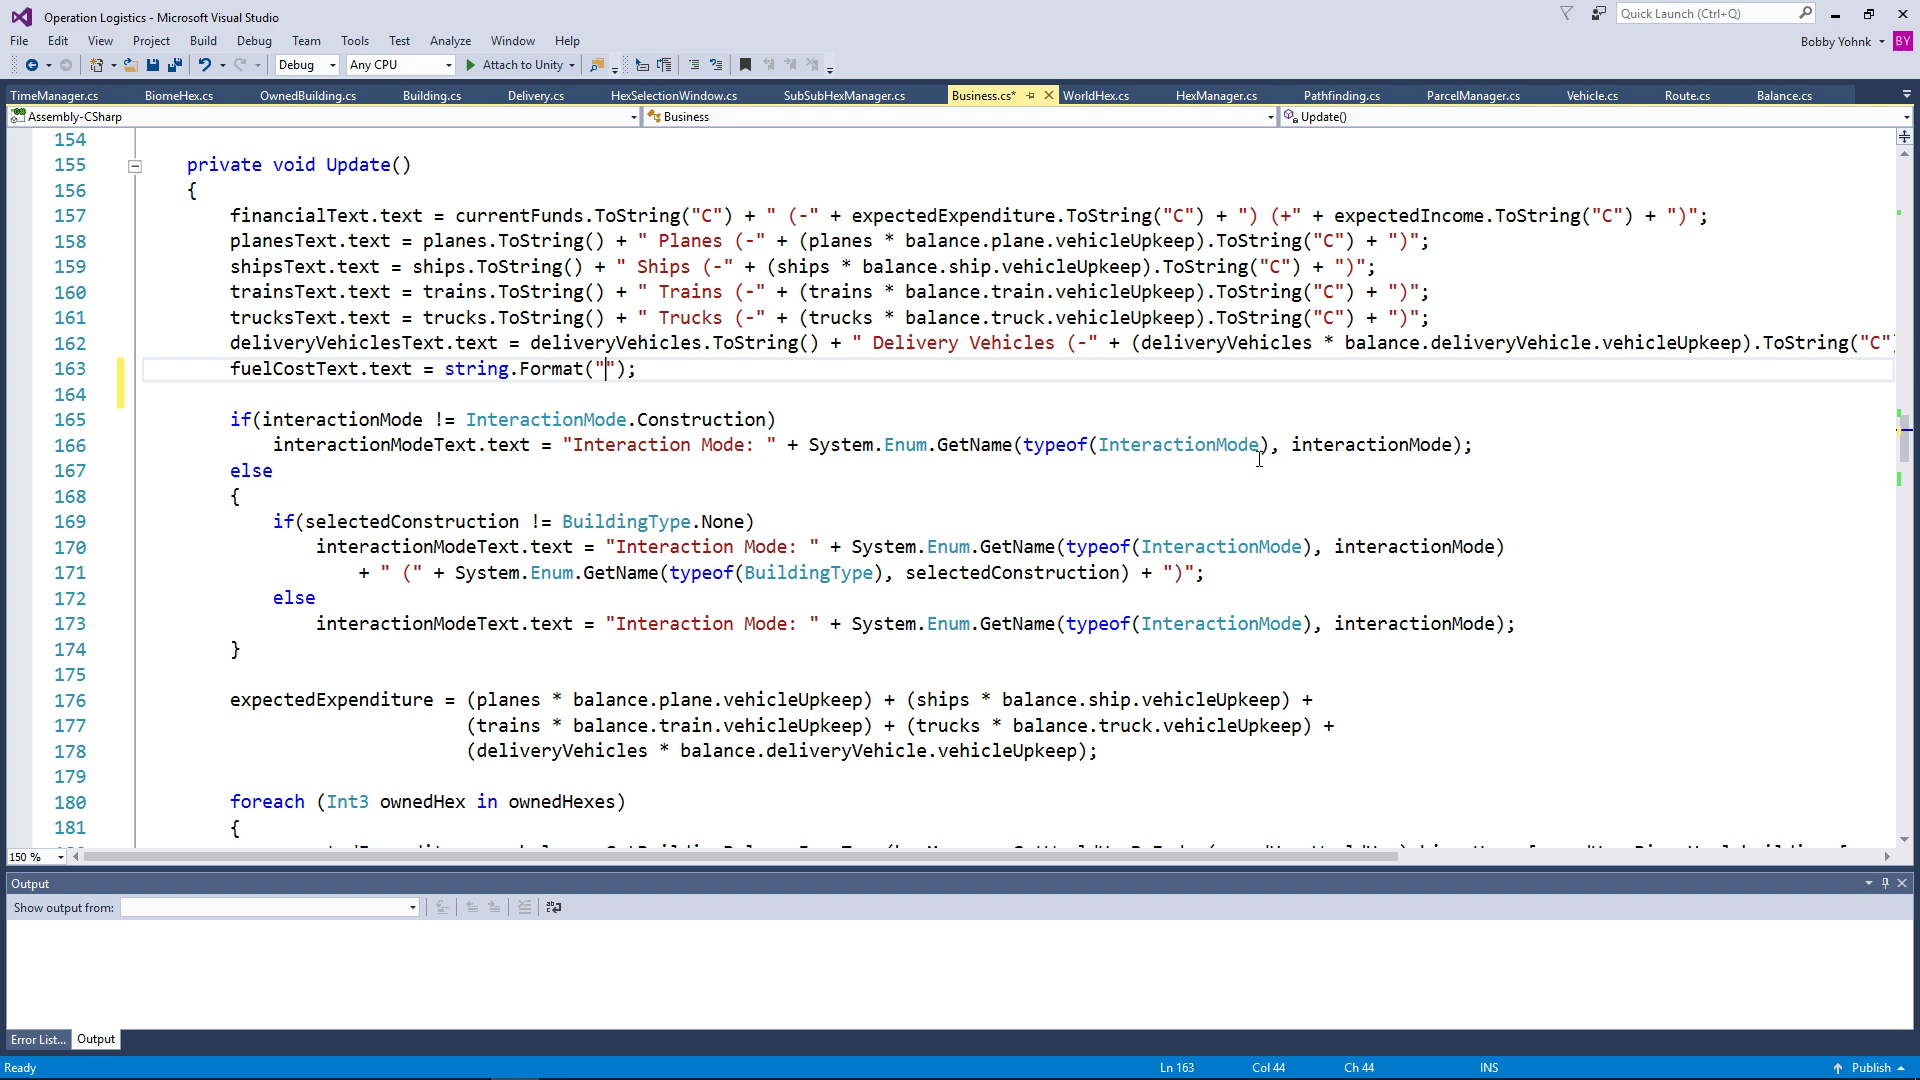 Operation Logistics - Microsoft Visual Studio
Quick Launch (Ctrl+Q)
File Edit View Project Build Debug Team Tools Test Analyze Window Help
Bobby Yohnk BY
Debug Any CPU Attach to Unity
TimeManager.cs BiomeHex.cs OwnedBuilding.cs Building.cs Delivery.cs HexSelectionWindow.cs SubSubHexManager.cs Business.cs* WorldHex.cs HexManager.cs Pathfinding.cs ParcelManager.cs Vehicle.cs Route.cs Balance.cs
Assembly-CSharp Business Update()
154
155 private void Update()
156 {
157 financialText.text = currentFunds.ToString("C") + " (-" + expectedExpenditure.ToString("C") + ") (+" + expectedIncome.ToString("C") + ")";
158 planesText.text = planes.ToString() + " Planes (-" + (planes * balance.plane.vehicleUpkeep).ToString("C") + ")";
159 shipsText.text = ships.ToString() + " Ships (-" + (ships * balance.ship.vehicleUpkeep).ToString("C") + ")";
160 trainsText.text = trains.ToString() + " Trains (-" + (trains * balance.train.vehicleUpkeep).ToString("C") + ")";
161 trucksText.text = trucks.ToString() + " Trucks (-" + (trucks * balance.truck.vehicleUpkeep).ToString("C") + ")";
162 deliveryVehiclesText.text = deliveryVehicles.ToString() + " Delivery Vehicles (-" + (deliveryVehicles * balance.deliveryVehicle.vehicleUpkeep).ToString("C"
163 fuelCostText.text = string.Format("");
164
165 if(interactionMode != InteractionMode.Construction)
166 interactionModeText.text = "Interaction Mode: " + System.Enum.GetName(typeof(InteractionMode), interactionMode);
167 else
168 {
169 if(selectedConstruction != BuildingType.None)
170 interactionModeText.text = "Interaction Mode: " + System.Enum.GetName(typeof(InteractionMode), interactionMode)
171 + " (" + System.Enum.GetName(typeof(BuildingType), selectedConstruction) + ")";
172 else
173 interactionModeText.text = "Interaction Mode: " + System.Enum.GetName(typeof(InteractionMode), interactionMode);
174 }
175
176 expectedExpenditure = (planes * balance.plane.vehicleUpkeep) + (ships * balance.ship.vehicleUpkeep) +
177 (trains * balance.train.vehicleUpkeep) + (trucks * balance.truck.vehicleUpkeep) +
178 (deliveryVehicles * balance.deliveryVehicle.vehicleUpkeep);
179
180 foreach (Int3 ownedHex in ownedHexes)
181 {
150 %
Output
Show output from:
Error List... Output
Ready Ln 163 Col 44 Ch 44 INS Publish